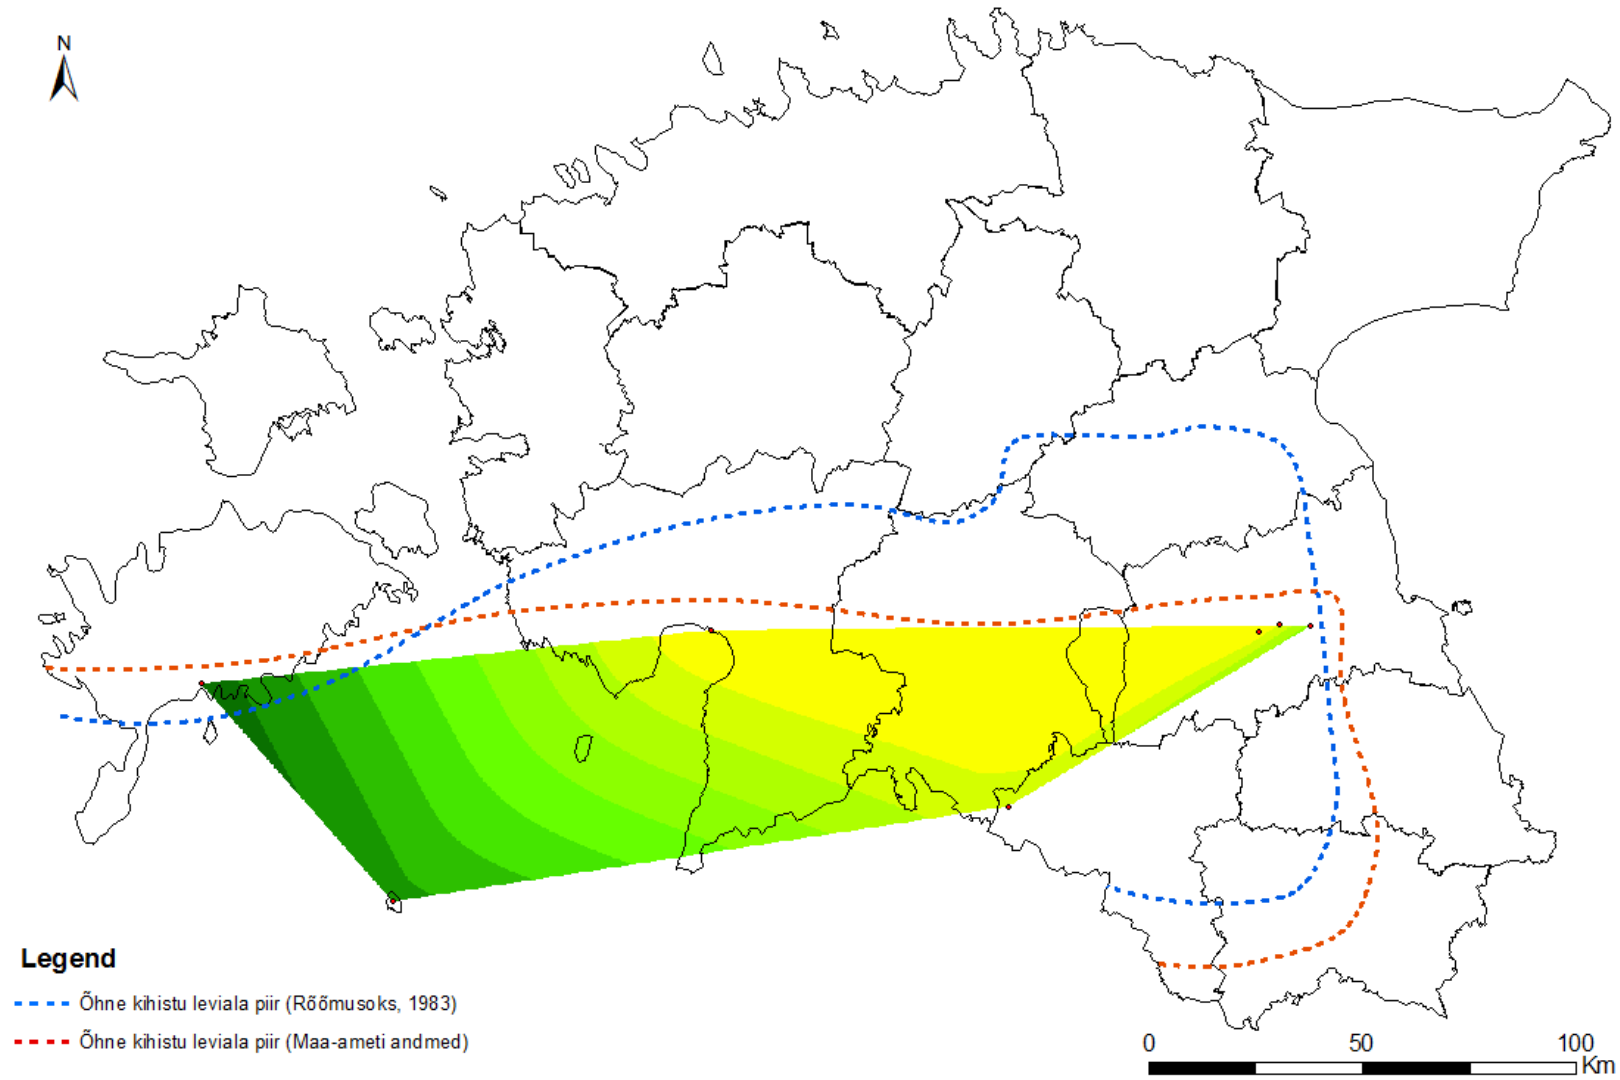 N
Legend
Õhne kihistu leviala piir (Rõõmusoks, 1983)
Õhne kihistu leviala piir (Maa-ameti andmed)
0 50 100
Km